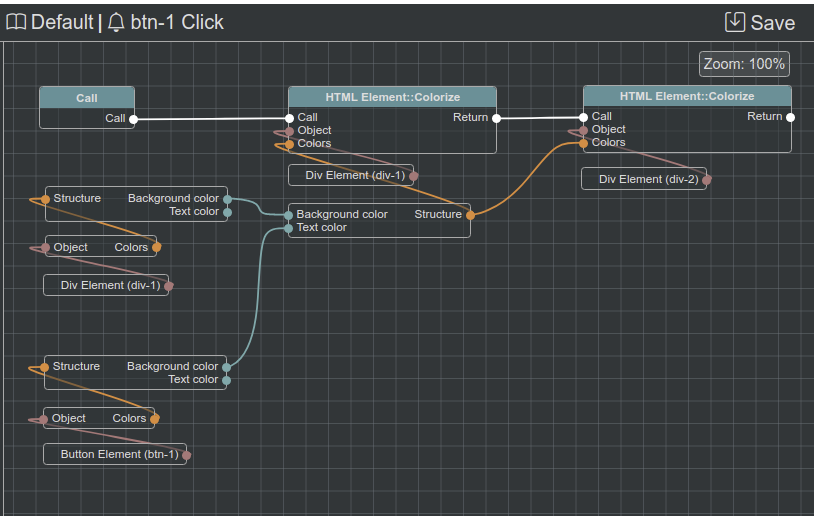 Default | btn-1 Click
Save
Zoom: 100%
Call
Call
HTML Element::Colorize
Call
Return
Object
Colors
HTML Element::Colorize
Call
Return
Object
Colors
Div Element (div-1)
Div Element (div-2)
Structure
Background color
Text color
Background color
Structure
Text color
Object
Colors
Div Element (div-1)
Structure
Background color
Text color
Object
Colors
Button Element (btn-1)